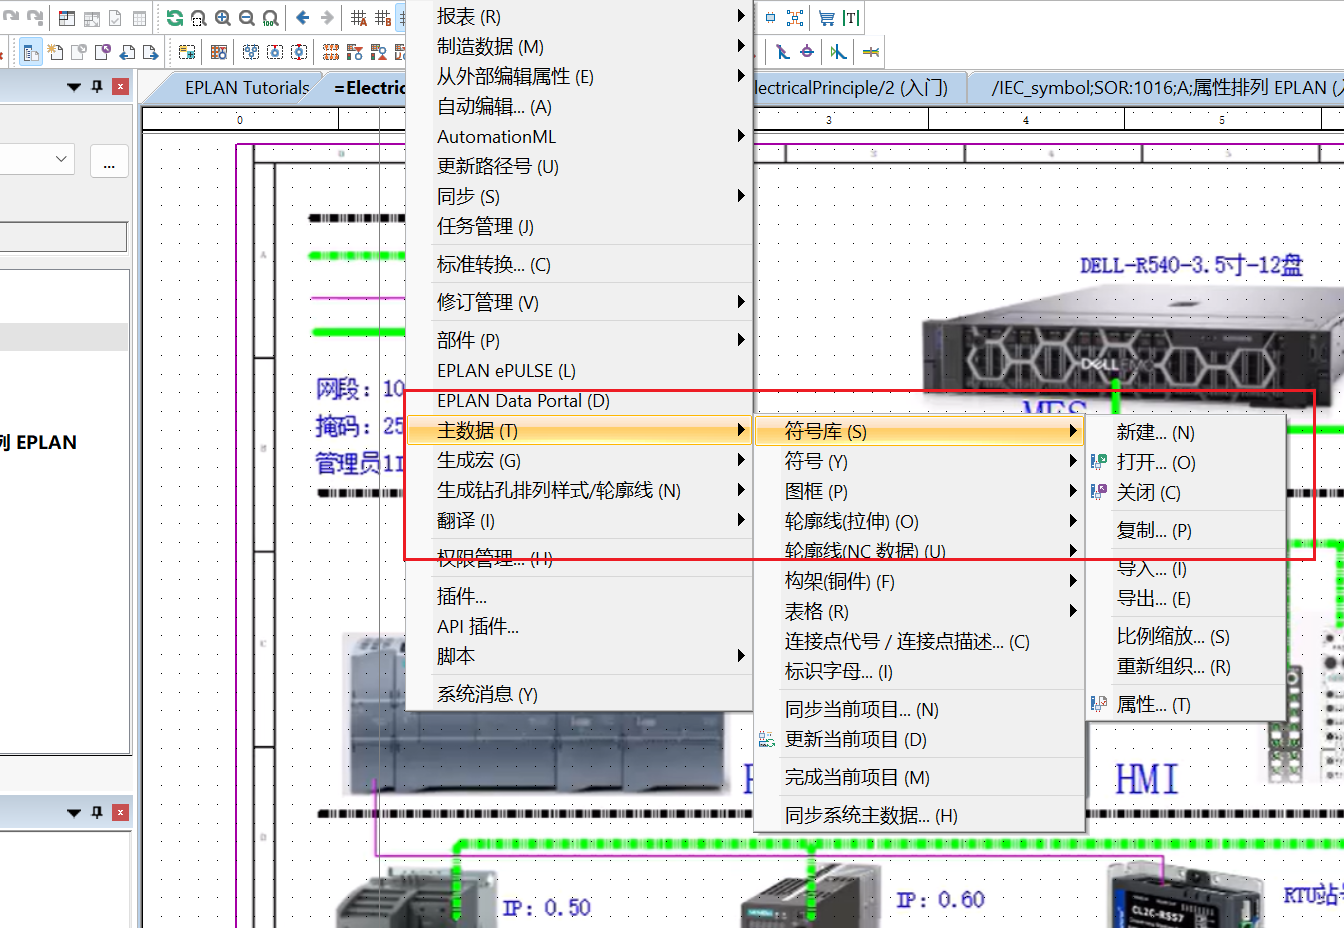 报表 (R)
制造数据 (M)
从外部编辑属性 (E)
自动编辑... (A)
AutomationML
更新路径号 (U)
同步 (S)
任务管理 (J)
标准转换... (C)
修订管理 (V)
部件 (P)
EPLAN ePULSE (L)
EPLAN Data Portal (D)
主数据 (T)
生成宏 (G)
生成钻孔排列样式/轮廓线 (N)
翻译 (I)
权限管理... (H)
插件...
API 插件...
脚本
系统消息 (Y)
符号库 (S)
符号 (Y)
图框 (P)
轮廓线(拉伸) (O)
轮廓线(NC 数据) (U)
构架(铜件) (F)
表格 (R)
连接点代号 / 连接点描述... (C)
标识字母... (I)
同步当前项目... (N)
更新当前项目 (D)
完成当前项目 (M)
同步系统主数据... (H)
新建... (N)
打开... (O)
关闭 (C)
复制... (P)
导入... (I)
导出... (E)
比例缩放... (S)
重新组织... (R)
属性... (T)
EPLAN Tutorials
=Electric
lectricalPrinciple/2 (入门)
/IEC_symbol;SOR:1016;A;属性排列 EPLAN (入
0
3
4
5
...
列 EPLAN
DELL-R540-3.5寸-12盘
DELL EMC
MES
网段: 10
掩码: 25
管理员1I
HMI
IP: 0.50
IP: 0.60
CL2C-RS57
RTU站号
A
B
C
D